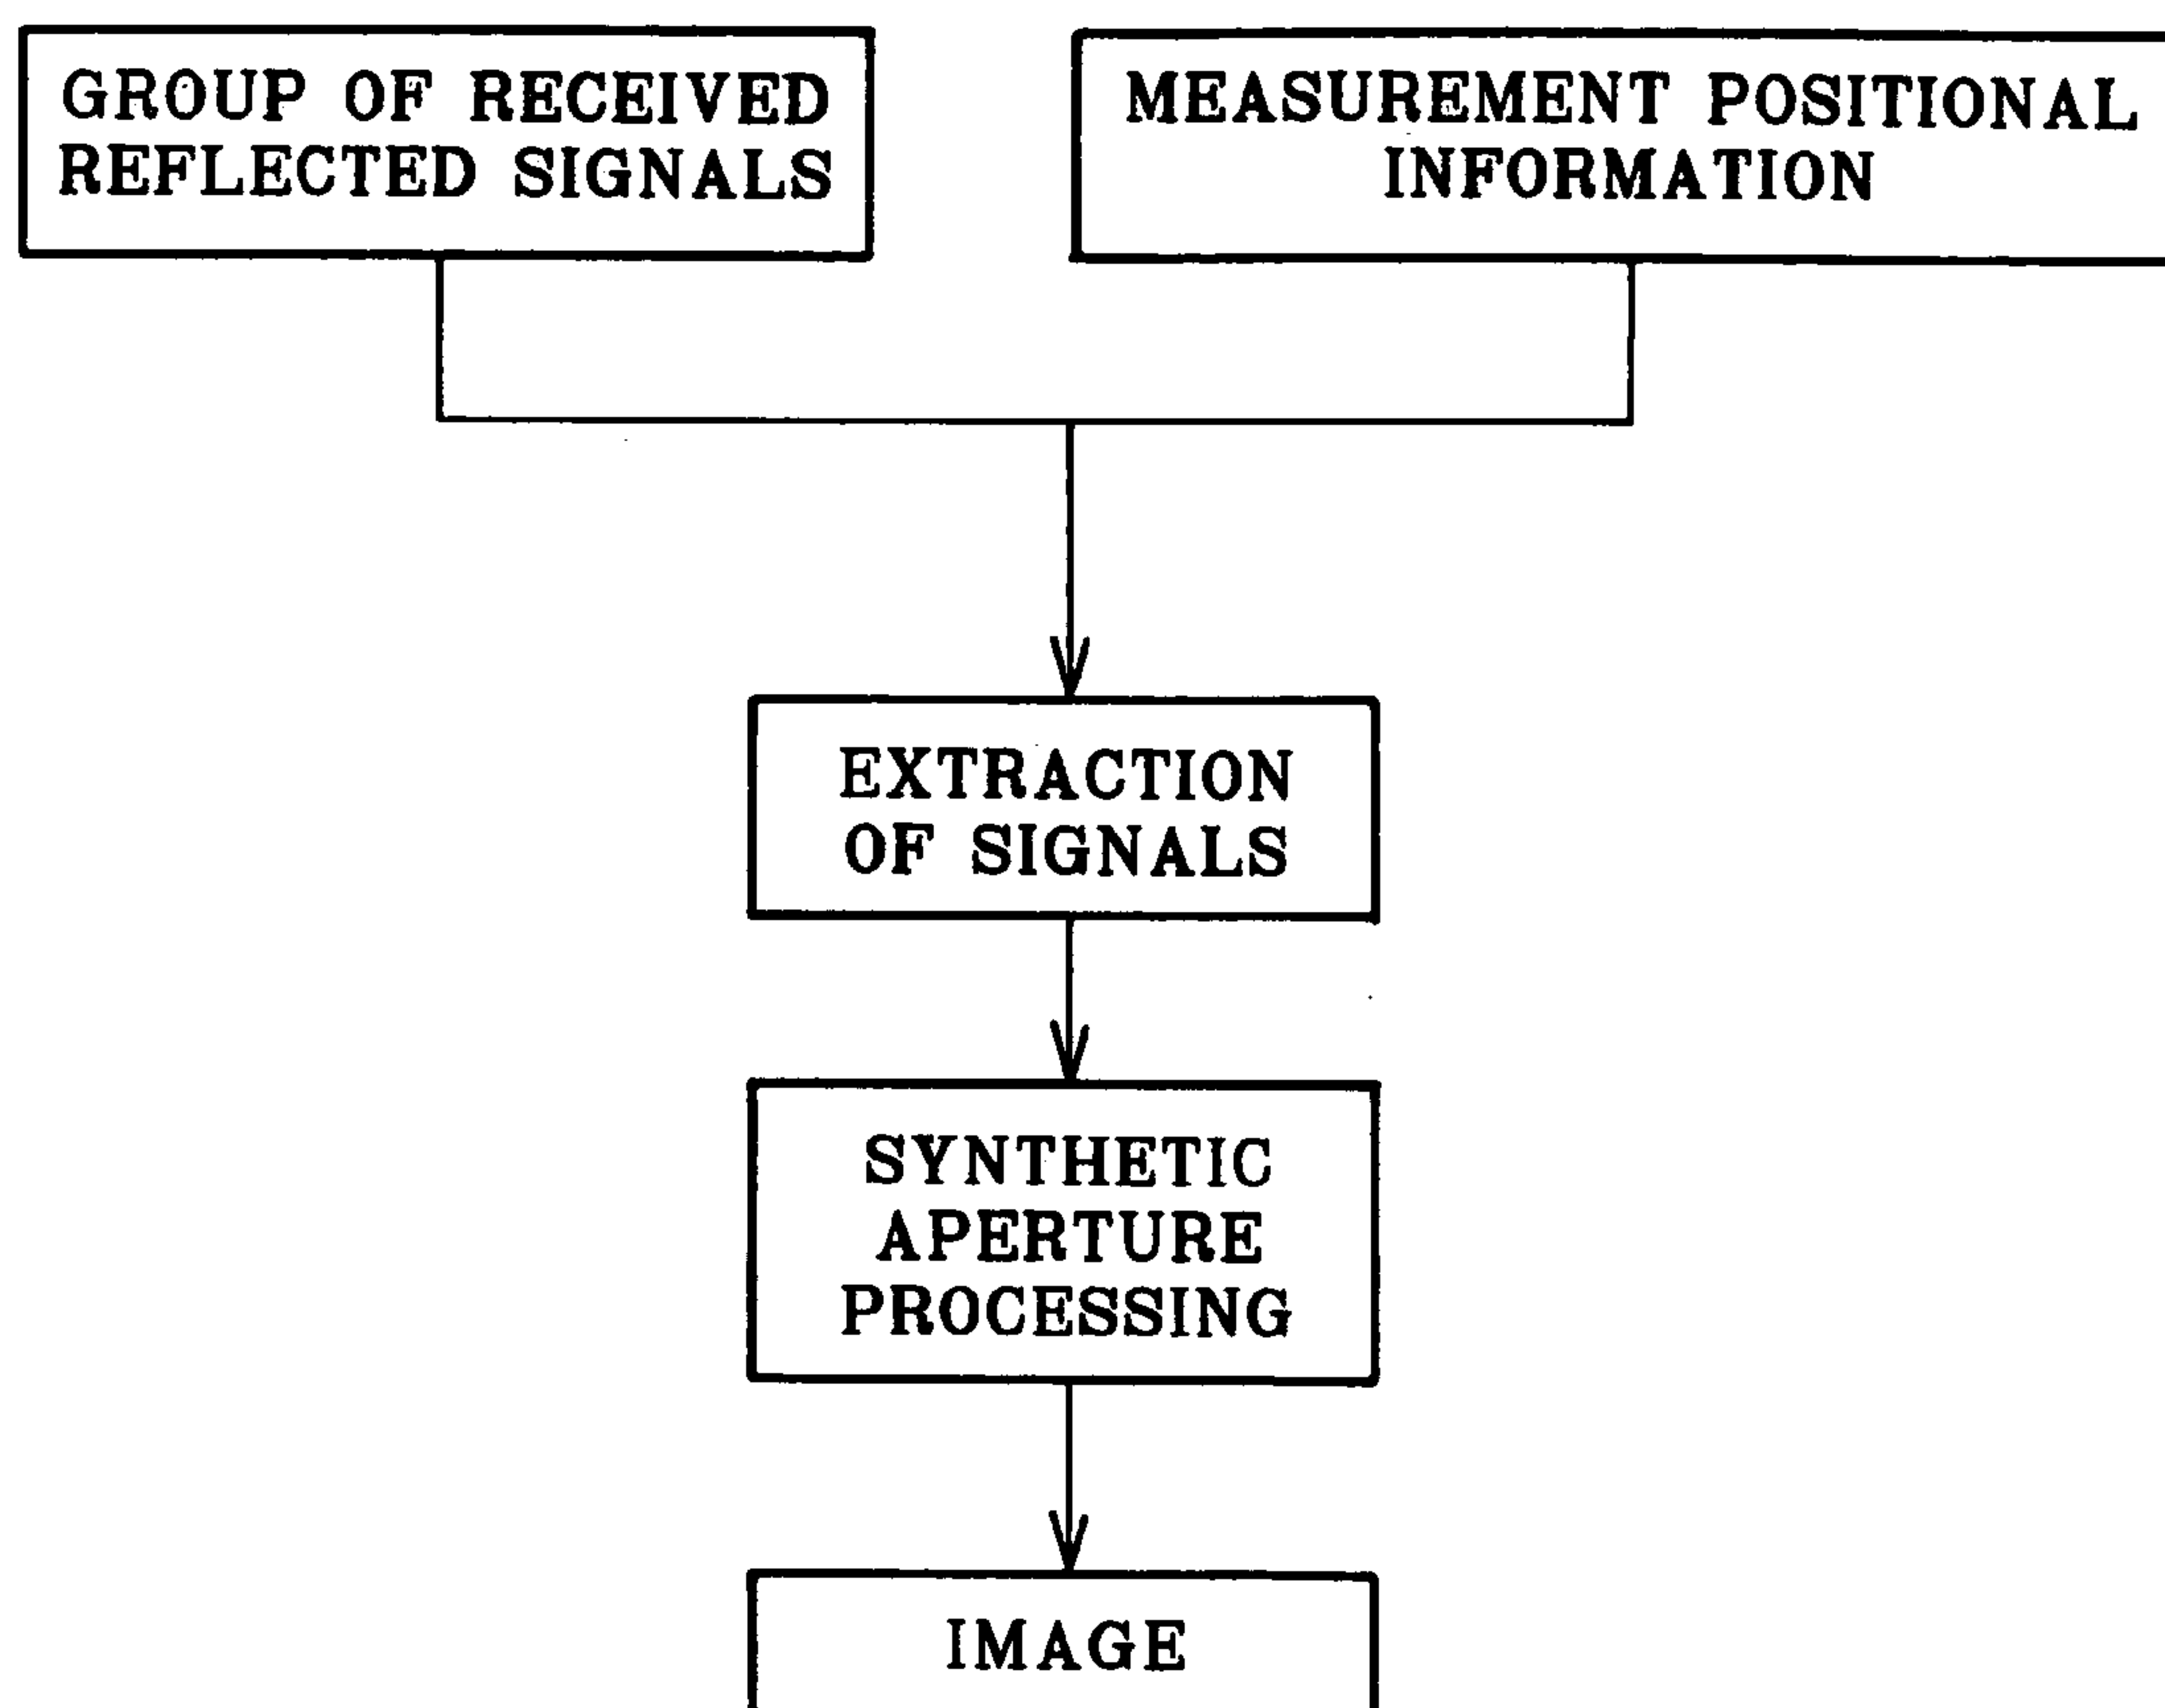 GROUP OF RECEIVED
REFLECTED SIGNALS
MEASUREMENT POSITIONAL
INFORMATION
EXTRACTION
OF SIGNALS
SYNTHETIC
APERTURE
PROCESSING
IMAGE